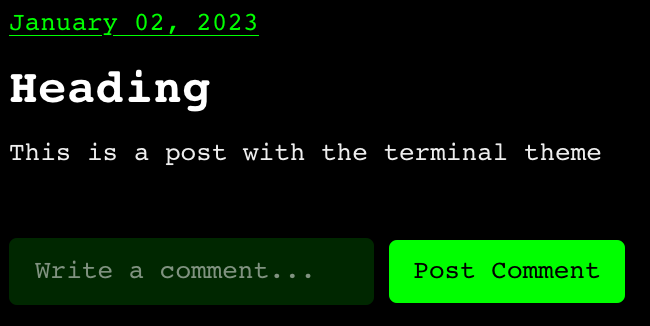 January 02, 2023
Heading
This is a post with the terminal theme
Write a comment...
Post Comment